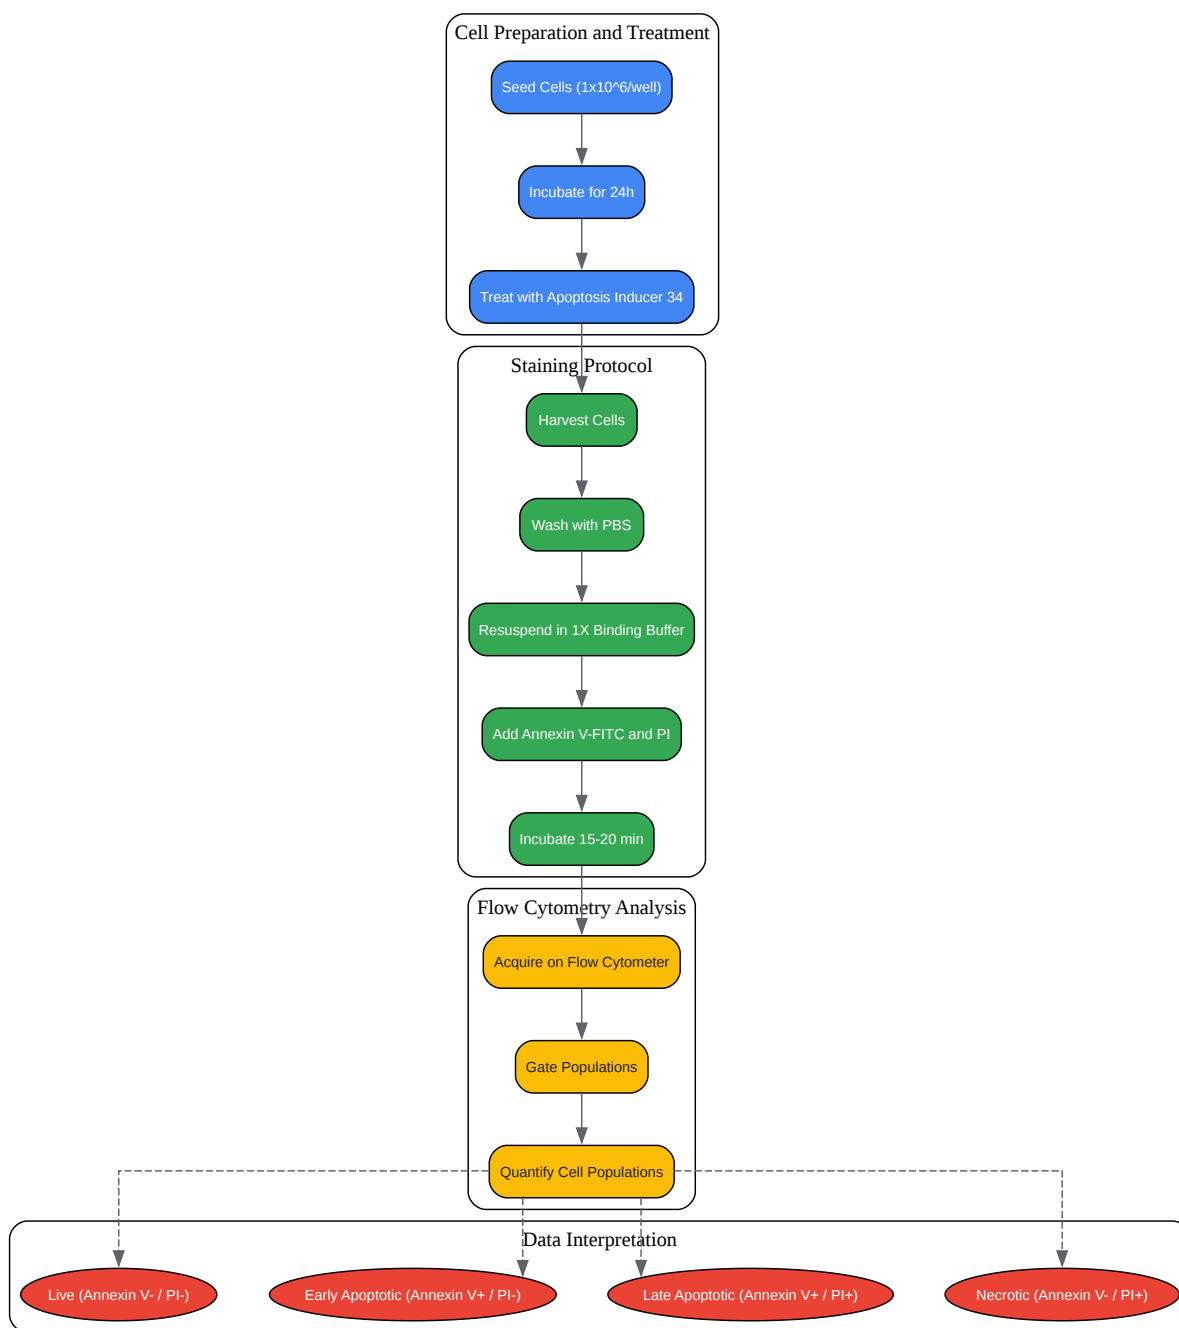 Cell Preparation and Treatment
Seed Cells (1x10^6/well)
Incubate for 24h
Treat with Apoptosis Inducer 34
Staining Protocol
Harvest Cells
Wash with PBS
Resuspend in 1X Binding Buffer
Add Annexin V-FITC and PI
Incubate 15-20 min
Flow Cytometry Analysis
Acquire on Flow Cytometer
Gate Populations
Quantify Cell Populations
Data Interpretation
Live (Annexin V- / PI-)
Early Apoptotic (Annexin V+ / PI-)
Late Apoptotic (Annexin V+ / PI+)
Necrotic (Annexin V- / PI+)